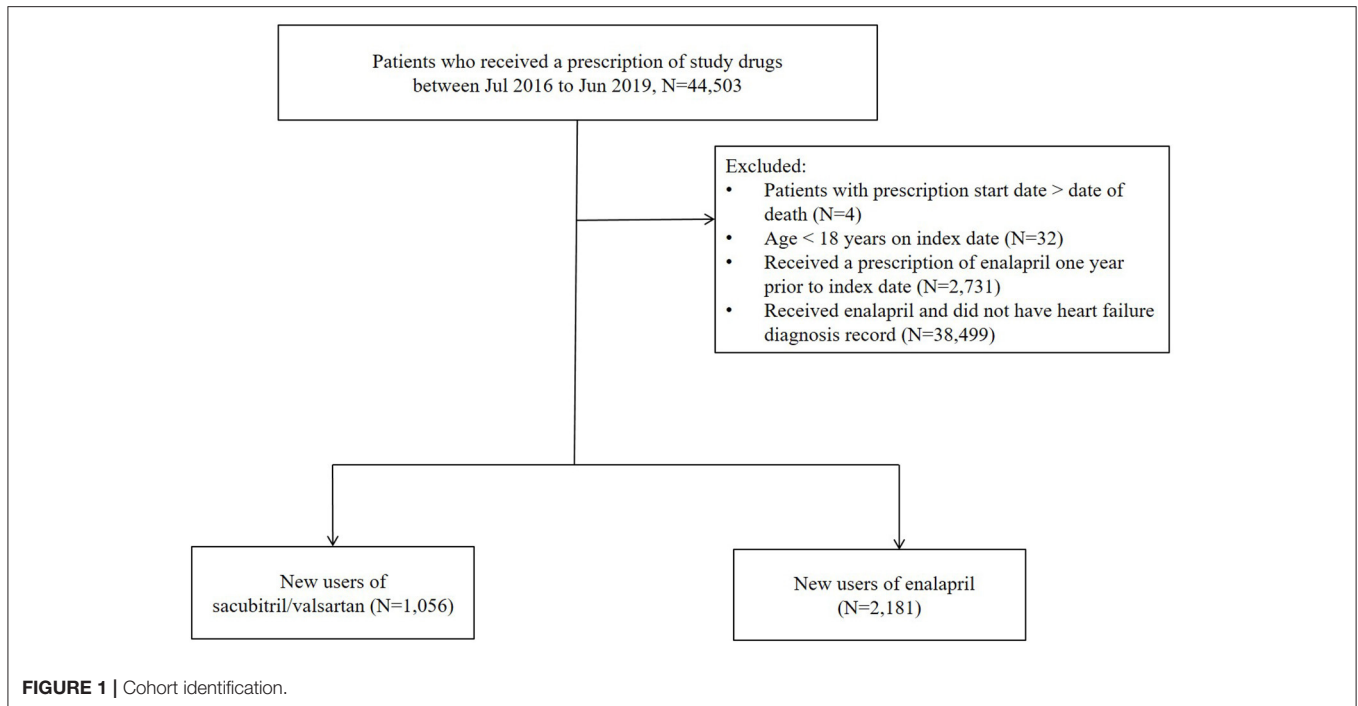 Patients who received a prescription of study drugs
between Jul 2016 to Jun 2019, N=44,503
Excluded:
• Patients with prescription start date > date of
death (N=4)
• Age < 18 years on index date (N=32)
• Received a prescription of enalapril one year
prior to index date (N=2,731)
• Received enalapril and did not have heart failure
diagnosis record (N=38,499)
New users of
sacubitril/valsartan (N=1,056)
New users of enalapril
(N=2,181)
FIGURE 1 | Cohort identification.